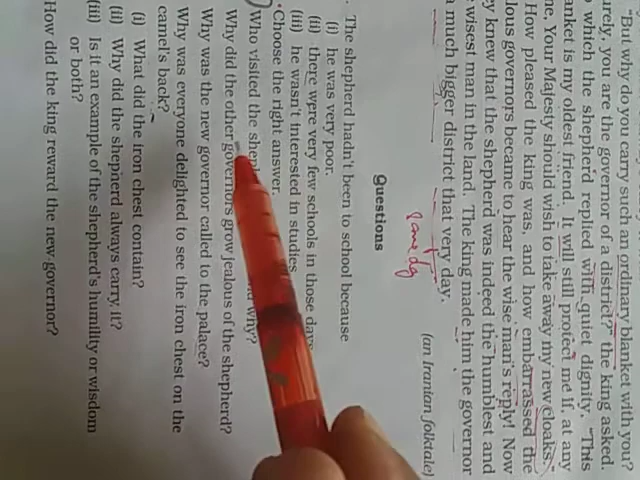 "But why do you carry such an ordinary blanket with you?
urely, you are the governor of a district?" the king asked.
which the shepherd replied with quiet dignity. "This
anket is my oldest friend. It will still protect me if, at any
ne, Your Majesty should wish to take away my new cloaks."
How pleased the king was, and how embarrassed the
lous governors became to hear the wise man's reply! Now
y knew that the shepherd was indeed the humblest and
e wisest man in the land. The king made him the governor
a much bigger district that very day.
(an Iranian folktale)
same day
Questions
The shepherd hadn't been to school because
(i) he was very poor.
(ii) there were very few schools in those days.
(iii) he wasn't interested in studies.
Choose the right answer.
Who visited the shep and why?
Why did the other governors grow jealous of the shepherd?
Why was the new governor called to the palace?
Why was everyone delighted to see the iron chest on the
camel's back?
(i) What did the iron chest contain?
(ii) Why did the shepherd always carry it?
(iii) Is it an example of the shepherd's humility or wisdom
or both?
How did the king reward the new governor?